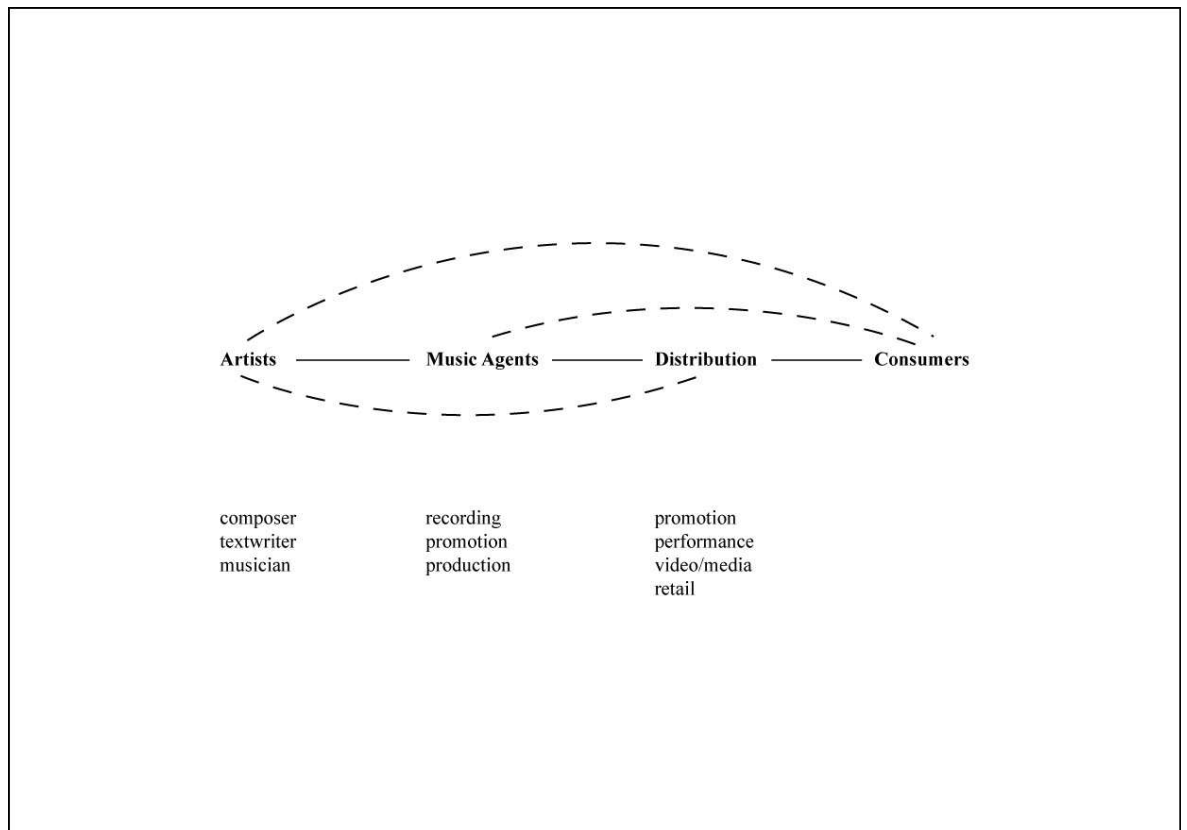 Artists Music Agents Distribution Consumers
composer recording promotion
textwriter promotion performance
musician production video/media
retail